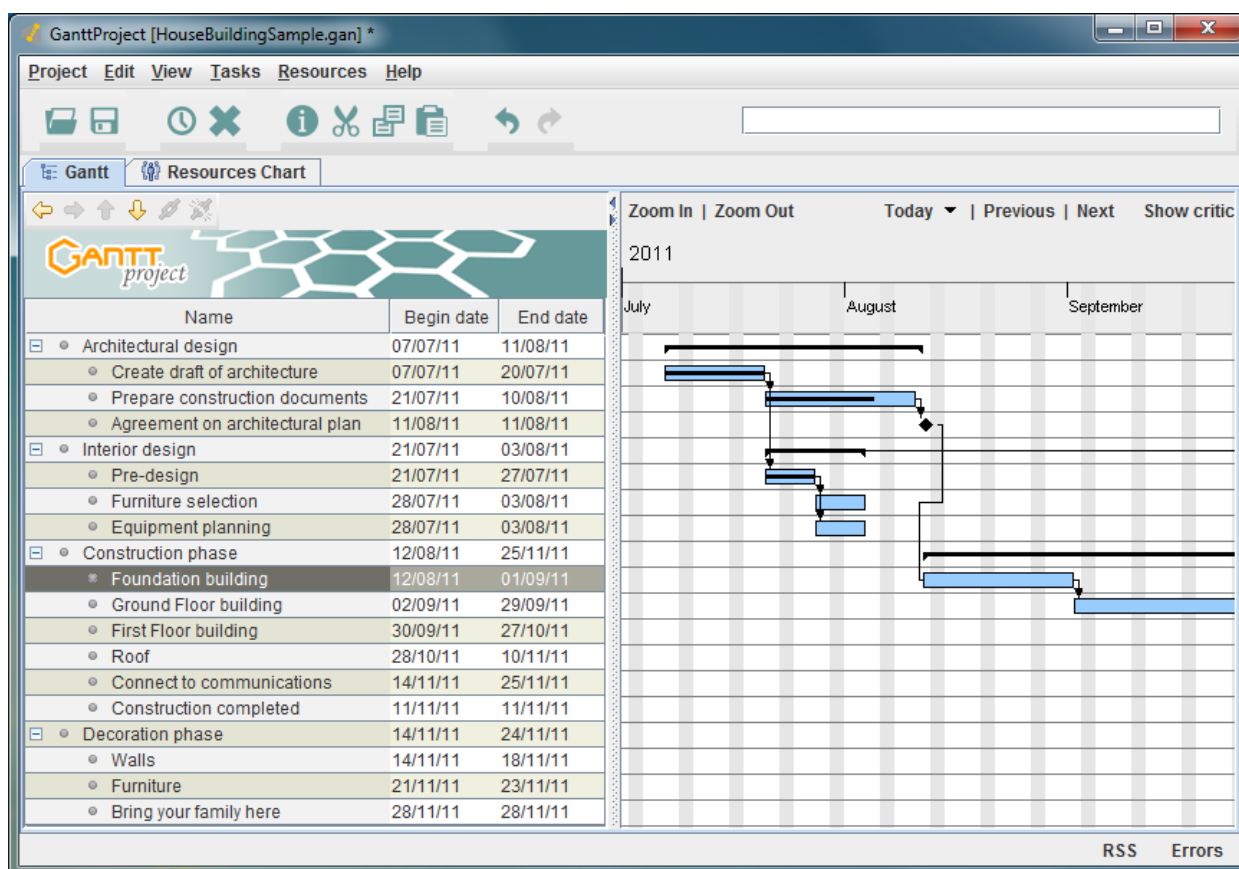 GanttProject [HouseBuildingSample.gan] *
Project Edit View Tasks Resources Help
Gantt Resources Chart
Zoom In | Zoom Out Today | Previous | Next Show critic
GANTT project
2011
July August September
Name Begin date End date
Architectural design 07/07/11 11/08/11
Create draft of architecture 07/07/11 20/07/11
Prepare construction documents 21/07/11 10/08/11
Agreement on architectural plan 11/08/11 11/08/11
Interior design 21/07/11 03/08/11
Pre-design 21/07/11 27/07/11
Furniture selection 28/07/11 03/08/11
Equipment planning 28/07/11 03/08/11
Construction phase 12/08/11 25/11/11
Foundation building 12/08/11 01/09/11
Ground Floor building 02/09/11 29/09/11
First Floor building 30/09/11 27/10/11
Roof 28/10/11 10/11/11
Connect to communications 14/11/11 25/11/11
Construction completed 11/11/11 11/11/11
Decoration phase 14/11/11 24/11/11
Walls 14/11/11 18/11/11
Furniture 21/11/11 23/11/11
Bring your family here 28/11/11 28/11/11
RSS Errors